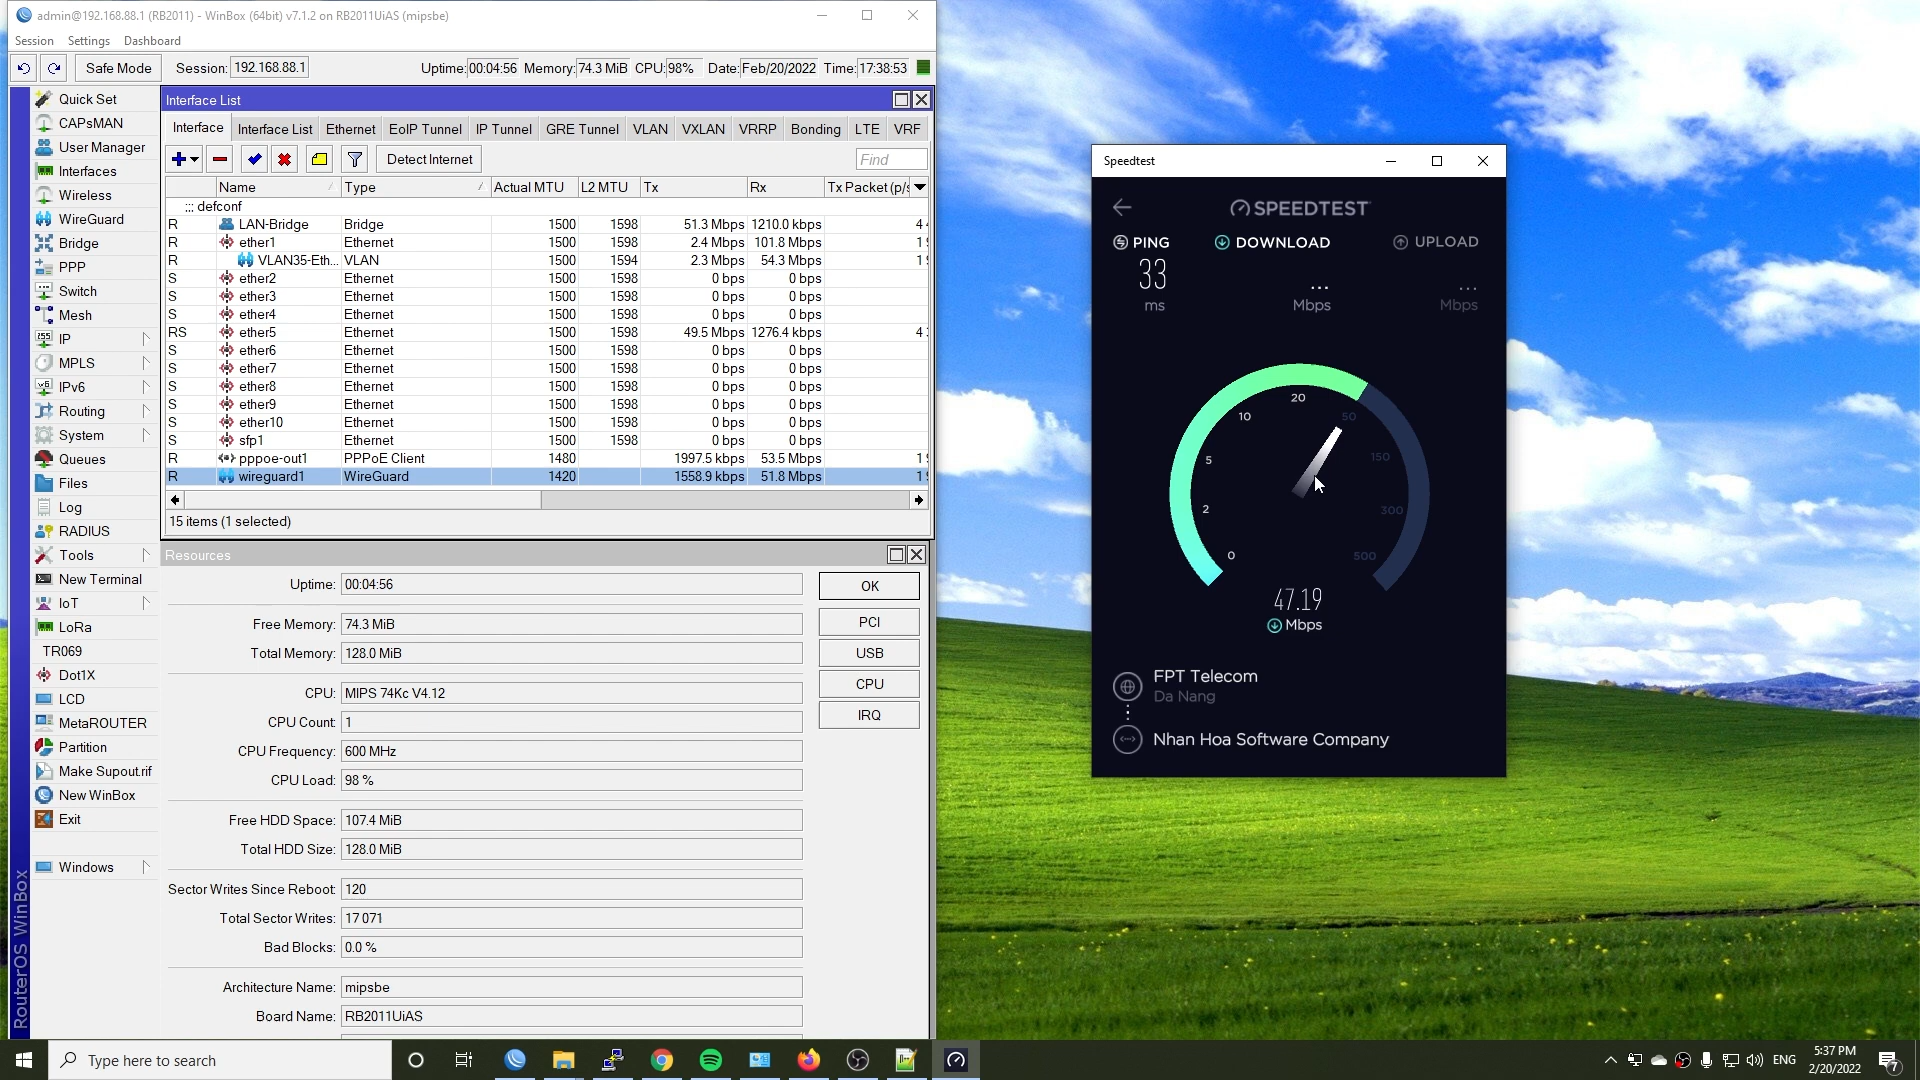 admin@192.168.88.1 (RB2011) - WinBox (64bit) v7.1.2 on RB2011UiAS (mipsbe)
Session Settings Dashboard
Safe Mode Session: 192.168.88.1 Uptime: 00:04:56 Memory: 74.3 MiB CPU: 98% Date: Feb/20/2022 Time: 17:38:53
RouterOS WinBox
Quick Set
CAPsMAN
User Manager
Interfaces
Wireless
WireGuard
Bridge
PPP
Switch
Mesh
IP
MPLS
IPv6
Routing
System
Queues
Files
Log
RADIUS
Tools
New Terminal
IoT
LoRa
TR069
Dot1X
LCD
MetaROUTER
Partition
Make Supout.rif
New WinBox
Exit
Windows
Interface List
Interface Interface List Ethernet EoIP Tunnel IP Tunnel GRE Tunnel VLAN VXLAN VRRP Bonding LTE VRF
Detect Internet Find
Name Type Actual MTU L2 MTU Tx Rx Tx Packet (p/s
;;; defconf
R LAN-Bridge Bridge 1500 1598 51.3 Mbps 1210.0 kbps 4
R ether1 Ethernet 1500 1598 2.4 Mbps 101.8 Mbps 1
R VLAN35-Eth... VLAN 1500 1594 2.3 Mbps 54.3 Mbps 1
S ether2 Ethernet 1500 1598 0 bps 0 bps
S ether3 Ethernet 1500 1598 0 bps 0 bps
S ether4 Ethernet 1500 1598 0 bps 0 bps
RS ether5 Ethernet 1500 1598 49.5 Mbps 1276.4 kbps 4
S ether6 Ethernet 1500 1598 0 bps 0 bps
S ether7 Ethernet 1500 1598 0 bps 0 bps
S ether8 Ethernet 1500 1598 0 bps 0 bps
S ether9 Ethernet 1500 1598 0 bps 0 bps
S ether10 Ethernet 1500 1598 0 bps 0 bps
S sfp1 Ethernet 1500 1598 0 bps 0 bps
R pppoe-out1 PPPoE Client 1480 1997.5 kbps 53.5 Mbps 1
R wireguard1 WireGuard 1420 1558.9 kbps 51.8 Mbps 1
15 items (1 selected)
Resources
Uptime: 00:04:56
Free Memory: 74.3 MiB
Total Memory: 128.0 MiB
CPU: MIPS 74Kc V4.12
CPU Count: 1
CPU Frequency: 600 MHz
CPU Load: 98 %
Free HDD Space: 107.4 MiB
Total HDD Size: 128.0 MiB
Sector Writes Since Reboot: 120
Total Sector Writes: 17 071
Bad Blocks: 0.0 %
Architecture Name: mipsbe
Board Name: RB2011UiAS
OK
PCI
USB
CPU
IRQ
Speedtest
SPEEDTEST
PING DOWNLOAD UPLOAD
33 ... ...
ms Mbps Mbps
0
2
5
10
20
50
150
300
500
47.19
Mbps
FPT Telecom
Da Nang
Nhan Hoa Software Company
Type here to search
ENG
5:37 PM
2/20/2022
7